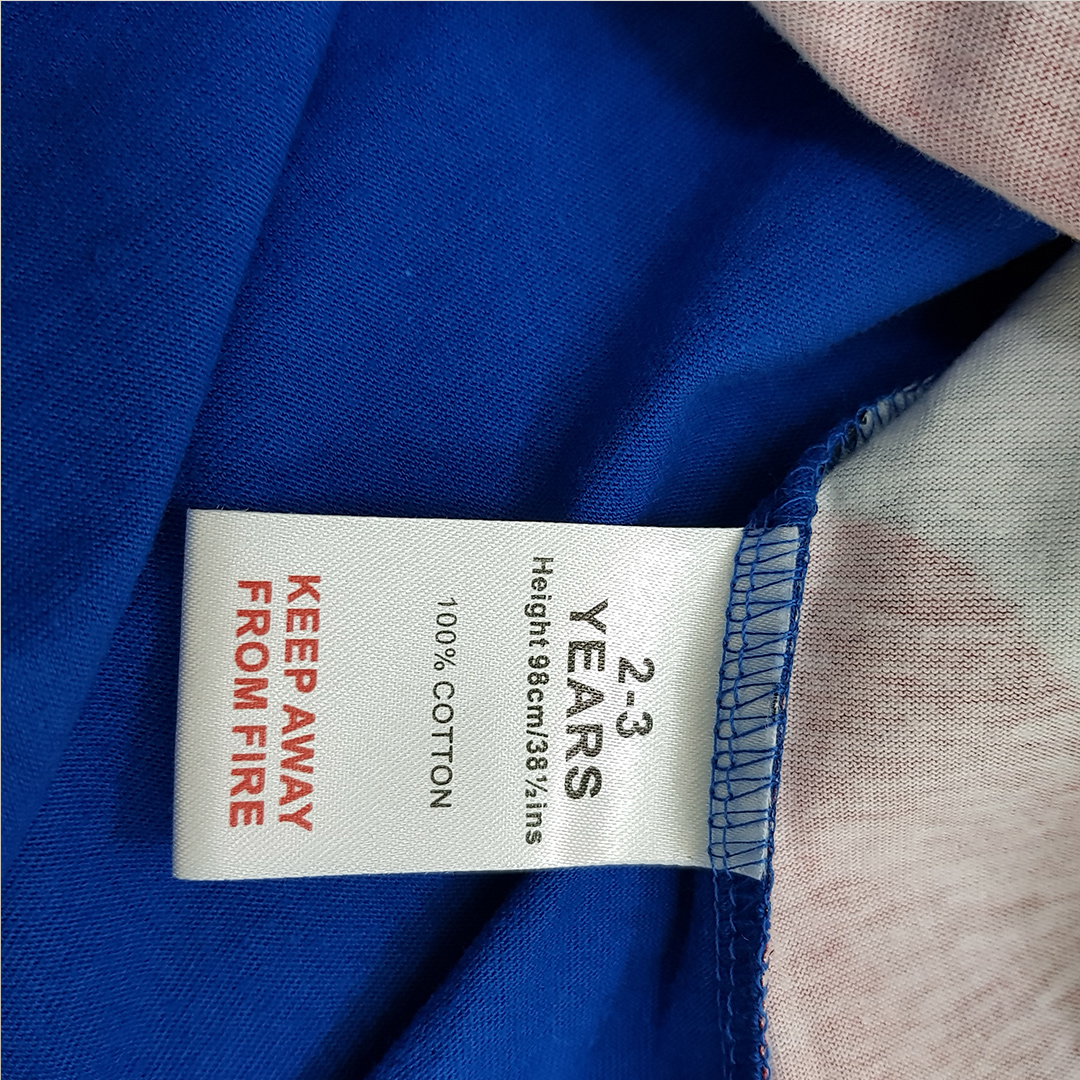 2-3
YEARS
Height 98cm/38½ins
100% COTTON
KEEP AWAY
FROM FIRE